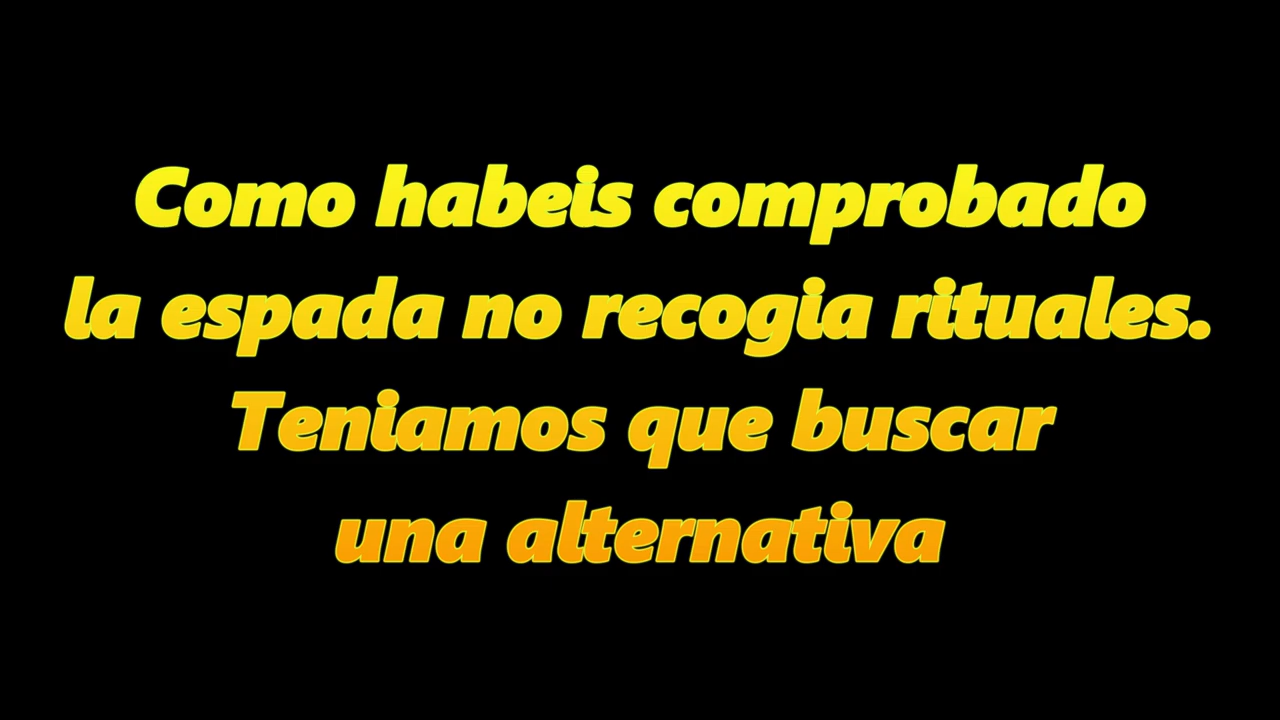 Como habeis comprobado
la espada no recogia rituales.
Teniamos que buscar
una alternativa